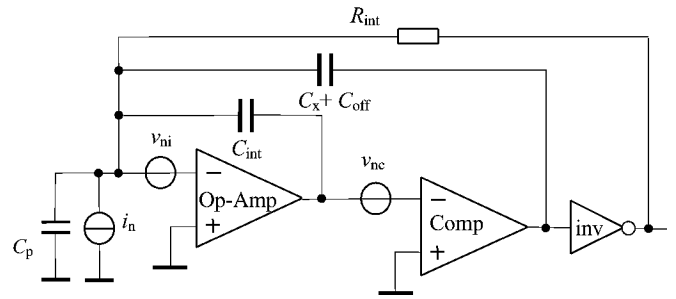 R_int
C_x + C_off
C_int
v_ni
v_nc
− Op-Amp +
− Comp +
inv
i_n
C_p